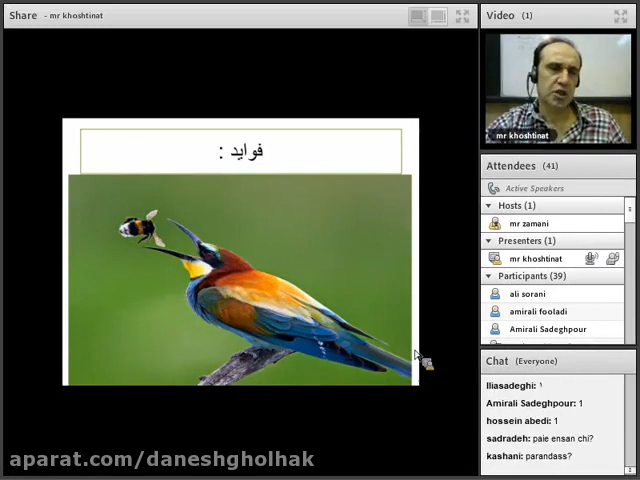 Share - mr khoshtinat
فواید :
Video (1)
mr khoshtinat
Attendees (41)
Active Speakers
Hosts (1)
mr zamani
Presenters (1)
mr khoshtinat
Participants (39)
ali sorani
amirali fooladi
Amirali Sadeghpour
Chat (Everyone)
Iliasadeghi: ۱
Amirali Sadeghpour: 1
hossein abedi: 1
sadradeh: paie ensan chi?
kashani: parandass?
aparat.com/daneshgholhak